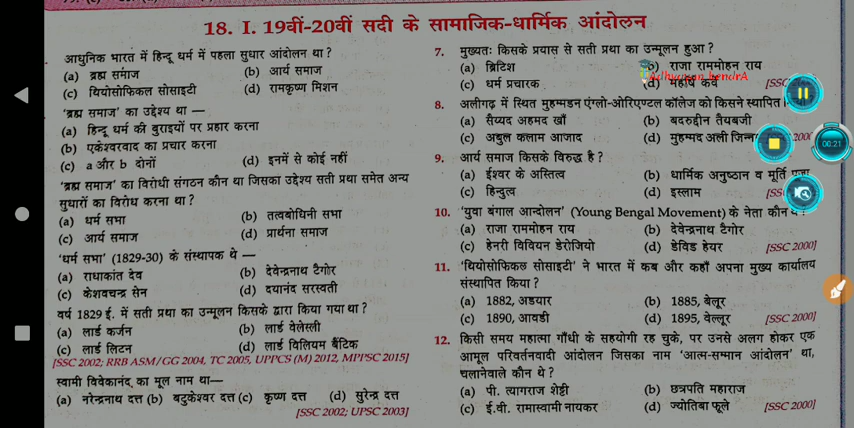 18. I. 19वीं-20वीं सदी के सामाजिक-धार्मिक आंदोलन
आधुनिक भारत में हिन्दू धर्म में पहला सुधार आंदोलन था ?
(a) ब्रह्म समाज (b) आर्य समाज
(c) थियोसोफिकल सोसाइटी (d) रामकृष्ण मिशन
'ब्रह्म समाज' का उद्देश्य था —
(a) हिन्दू धर्म की बुराइयों पर प्रहार करना
(b) एकेश्वरवाद का प्रचार करना
(c) a और b दोनों (d) इनमें से कोई नहीं
'ब्रह्म समाज' का विरोधी संगठन कौन था जिसका उद्देश्य सती प्रथा समेत अन्य
सुधारों का विरोध करना था ?
(a) धर्म सभा (b) तत्वबोधिनी सभा
(c) आर्य समाज (d) प्रार्थना समाज
'धर्म सभा' (1829-30) के संस्थापक थे —
(a) राधाकांत देव (b) देवेन्द्रनाथ टैगोर
(c) केशवचन्द्र सेन (d) दयानंद सरस्वती
वर्ष 1829 ई. में सती प्रथा का उन्मूलन किसके द्वारा किया गया था ?
(a) लार्ड कर्जन (b) लार्ड वेलेस्ली
(c) लार्ड लिटन (d) लार्ड विलियम बैंटिक
[SSC 2002; RRB ASM/GG 2004, TC 2005, UPPCS (M) 2012, MPPSC 2015]
स्वामी विवेकानंद का मूल नाम था—
(a) नरेन्द्रनाथ दत्त (b) बटुकेश्वर दत्त (c) कृष्ण दत्त (d) सुरेन्द्र दत्त
[SSC 2002; UPSC 2003]
7. मुख्यतः किसके प्रयास से सती प्रथा का उन्मूलन हुआ ?
(a) ब्रिटिश (b) राजा राममोहन राय
Adhyayan kendrA
(c) धर्म प्रचारक (d) महर्षि कर्वे [SSC
8. अलीगढ़ में स्थित मुहम्मडन एंग्लो-ओरिएण्टल कॉलेज को किसने स्थापित
(a) सैय्यद अहमद खाँ (b) बदरुद्दीन तैयबजी
(c) अबुल कलाम आजाद (d) मुहम्मद अली जिन्ना
00:21
9. आर्य समाज किसके विरुद्ध है ?
(a) ईश्वर के अस्तित्व (b) धार्मिक अनुष्ठान व मूर्ति पूजा
(c) हिन्दुत्व (d) इस्लाम
10. 'युवा बंगाल आन्दोलन' (Young Bengal Movement) के नेता कौन थे
(a) राजा राममोहन राय (b) देवेन्द्रनाथ टैगोर
(c) हेनरी विवियन डेरोजियो (d) डेविड हेयर [SSC 2000]
11. 'थियोसोफिकल सोसाइटी' ने भारत में कब और कहाँ अपना मुख्य कार्यालय
संस्थापित किया ?
(a) 1882, अडयार (b) 1885, बेलूर
(c) 1890, आवडी (d) 1895, वेल्लूर [SSC 2000]
12. किसी समय महात्मा गाँधी के सहयोगी रह चुके, पर उनसे अलग होकर एक
आमूल परिवर्तनवादी आंदोलन जिसका नाम 'आत्म-सम्मान आंदोलन' था,
चलानेवाले कौन थे ?
(a) पी. त्यागराज शेट्टी (b) छत्रपति महाराज
(c) ई.वी. रामास्वामी नायकर (d) ज्योतिबा फूले [SSC 2000]